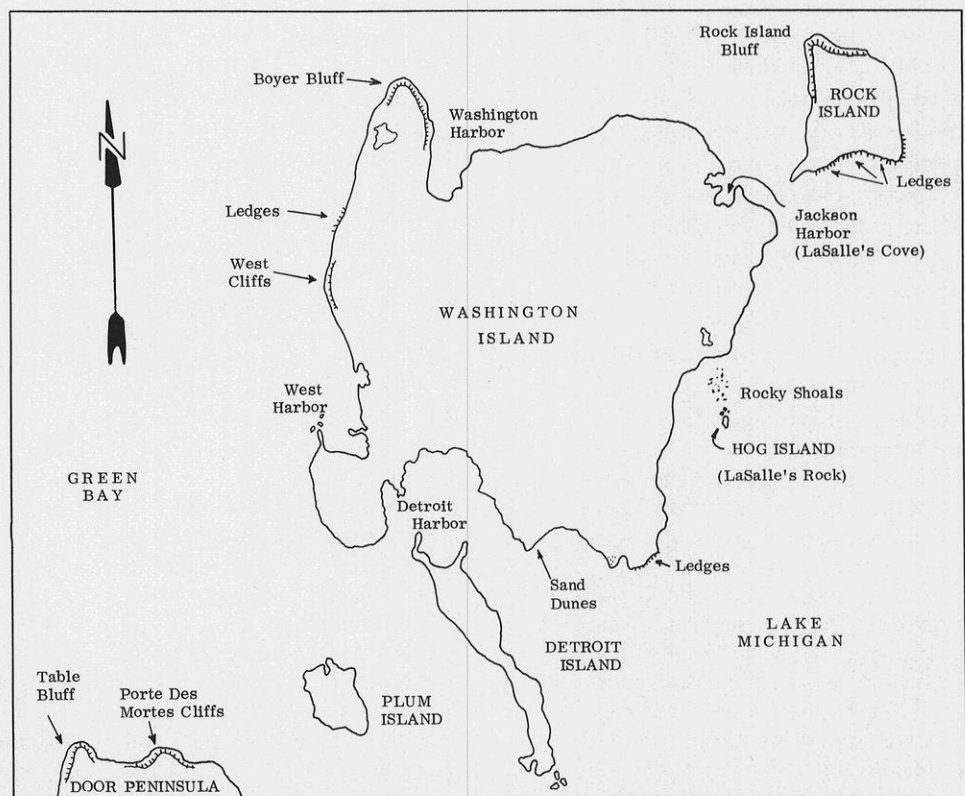 Rock Island
Bluff
Boyer Bluff
ROCK
ISLAND
Washington
Harbor
N
Ledges
Ledges
Jackson
Harbor
(LaSalle's Cove)
West
Cliffs
WASHINGTON
ISLAND
West
Harbor
Rocky Shoals
HOG ISLAND
(LaSalle's Rock)
GREEN
BAY
Detroit
Harbor
Ledges
Sand
Dunes
LAKE
MICHIGAN
DETROIT
ISLAND
Table
Bluff
Porte Des
Mortes Cliffs
PLUM
ISLAND
DOOR PENINSULA